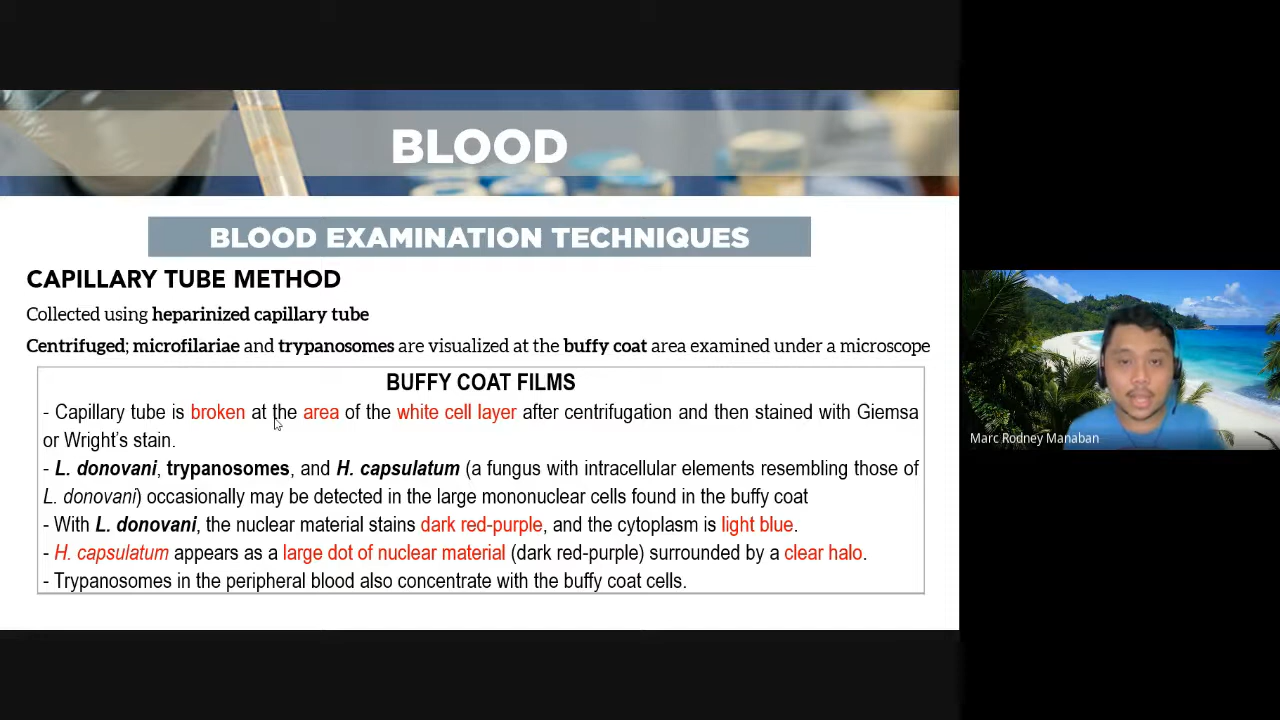 BLOOD
BLOOD EXAMINATION TECHNIQUES
CAPILLARY TUBE METHOD
Collected using heparinized capillary tube
Centrifuged; microfilariae and trypanosomes are visualized at the buffy coat area examined under a microscope
BUFFY COAT FILMS
- Capillary tube is broken at the area of the white cell layer after centrifugation and then stained with Giemsa
or Wright's stain.
- L. donovani, trypanosomes, and H. capsulatum (a fungus with intracellular elements resembling those of
L. donovani) occasionally may be detected in the large mononuclear cells found in the buffy coat
- With L. donovani, the nuclear material stains dark red-purple, and the cytoplasm is light blue.
- H. capsulatum appears as a large dot of nuclear material (dark red-purple) surrounded by a clear halo.
- Trypanosomes in the peripheral blood also concentrate with the buffy coat cells.
Marc Rodney Manaban